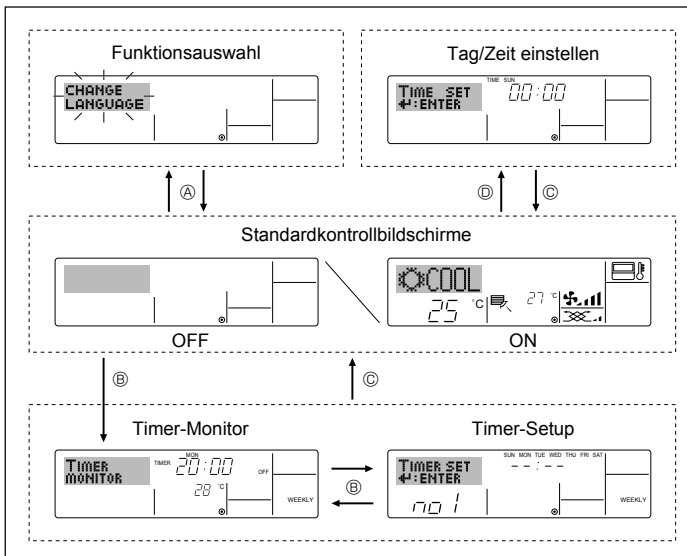 Funktionsauswahl
CHANGE
LANGUAGE
Tag/Zeit einstellen
TIME SUN
TIME SET
↵:ENTER
00:00
Ⓐ
Ⓓ
Ⓒ
Standardkontrollbildschirme
OFF
COOL
25 °C
27 °C
ON
Ⓑ
Ⓒ
Timer-Monitor
TIMER
MONITOR
MON
TIMER 20:00 OFF
28 °C
WEEKLY
Ⓑ
Timer-Setup
SUN MON TUE WED THU FRI SAT
TIMER SET
↵:ENTER
--:--
no 1
WEEKLY